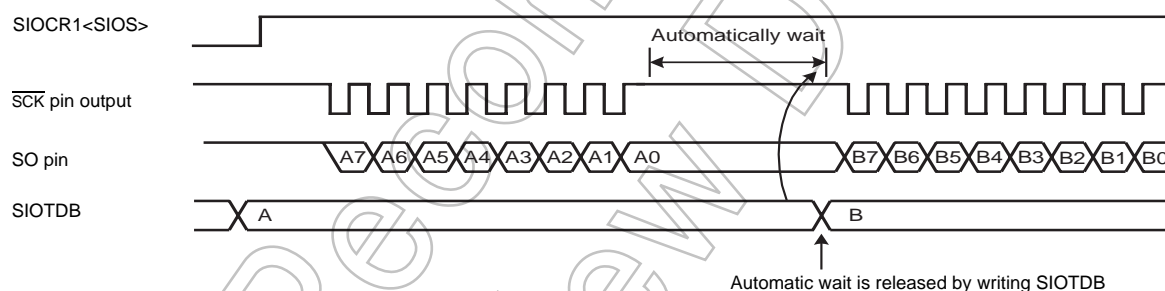 SIOCR1<SIOS>
Automatically wait
SCK pin output
SO pin
A7 A6 A5 A4 A3 A2 A1 A0 B7 B6 B5 B4 B3 B2 B1 B0
SIOTDB
A B
Automatic wait is released by writing SIOTDB